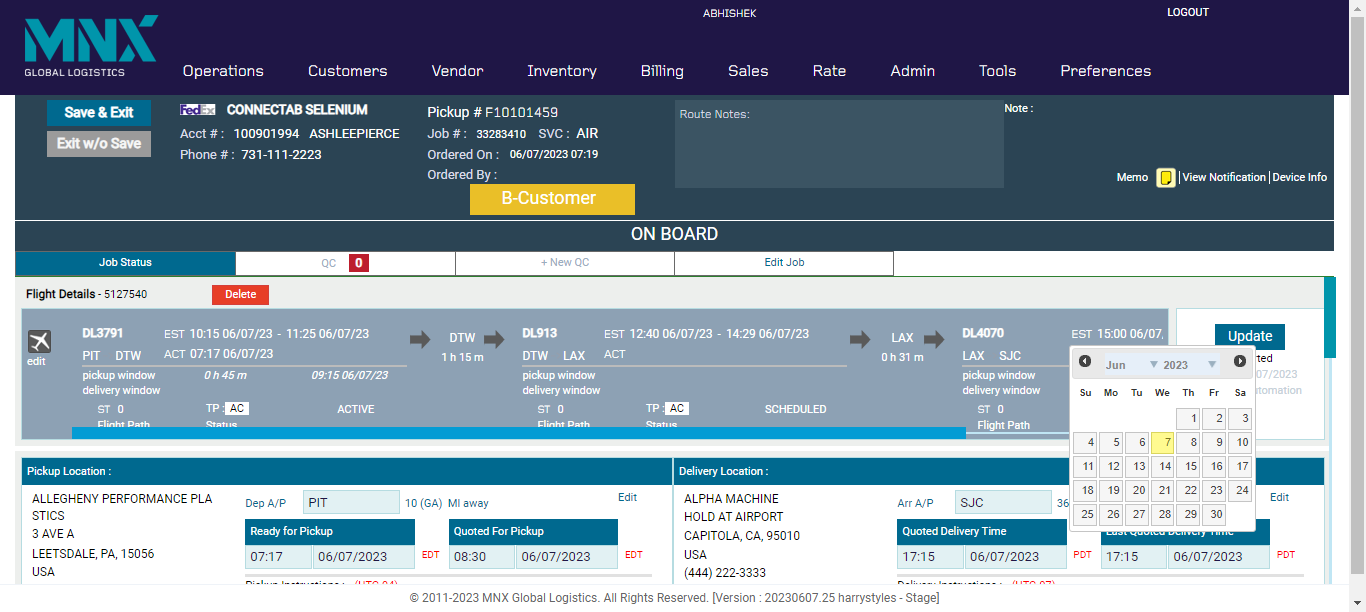 ABHISHEK
LOGOUT
MNX
GLOBAL LOGISTICS
Operations Customers Vendor Inventory Billing Sales Rate Admin Tools Preferences
Save & Exit
Exit w/o Save
FedEx CONNECTAB SELENIUM
Acct # : 100901994 ASHLEEPIERCE
Phone # : 731-111-2223
Pickup # F10101459
Job # : 33283410 SVC : AIR
Ordered On : 06/07/2023 07:19
Ordered By :
B-Customer
Route Notes:
Note :
Memo | View Notification | Device Info
ON BOARD
Job Status QC 0 + New QC Edit Job
Flight Details - 5127540 Delete
edit
DL3791 EST 10:15 06/07/23 - 11:25 06/07/23
PIT DTW ACT 07:17 06/07/23
pickup window 0 h 45 m 09:15 06/07/23
delivery window
ST 0 TP : AC ACTIVE
Flight Path Status
DTW
1 h 15 m
DL913 EST 12:40 06/07/23 - 14:29 06/07/23
DTW LAX ACT
pickup window
delivery window
ST 0 TP : AC SCHEDULED
Flight Path Status
LAX
0 h 31 m
DL4070 EST 15:00 06/07,
LAX SJC
pickup window
delivery window
ST 0
Flight Path
Update
ted
07/2023
tomation
Jun 2023
Su Mo Tu We Th Fr Sa
1 2 3
4 5 6 7 8 9 10
11 12 13 14 15 16 17
18 19 20 21 22 23 24
25 26 27 28 29 30
Pickup Location :
ALLEGHENY PERFORMANCE PLA
STICS
3 AVE A
LEETSDALE, PA, 15056
USA
Dep A/P PIT 10 (GA) MI away Edit
Ready for Pickup Quoted For Pickup
07:17 06/07/2023 EDT 08:30 06/07/2023 EDT
Pickup Instructions : (UTC-04)
Delivery Location :
ALPHA MACHINE
HOLD AT AIRPORT
CAPITOLA, CA, 95010
USA
(444) 222-3333
Arr A/P SJC 36 Edit
Quoted Delivery Time Last Quoted Delivery Time
17:15 06/07/2023 PDT 17:15 06/07/2023 PDT
Delivery Instructions : (UTC-07)
© 2011-2023 MNX Global Logistics. All Rights Reserved. [Version : 20230607.25 harrystyles - Stage]